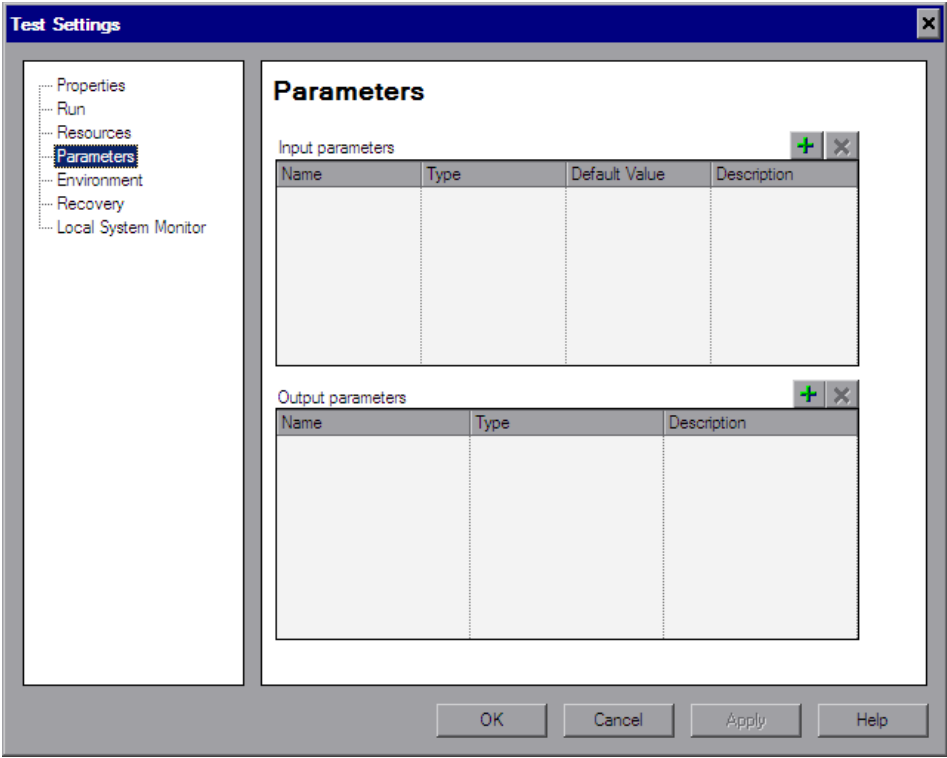 Test Settings
Properties
Run
Resources
Parameters
Environment
Recovery
Local System Monitor
Parameters
Input parameters
Name Type Default Value Description
Output parameters
Name Type Description
OK Cancel Apply Help